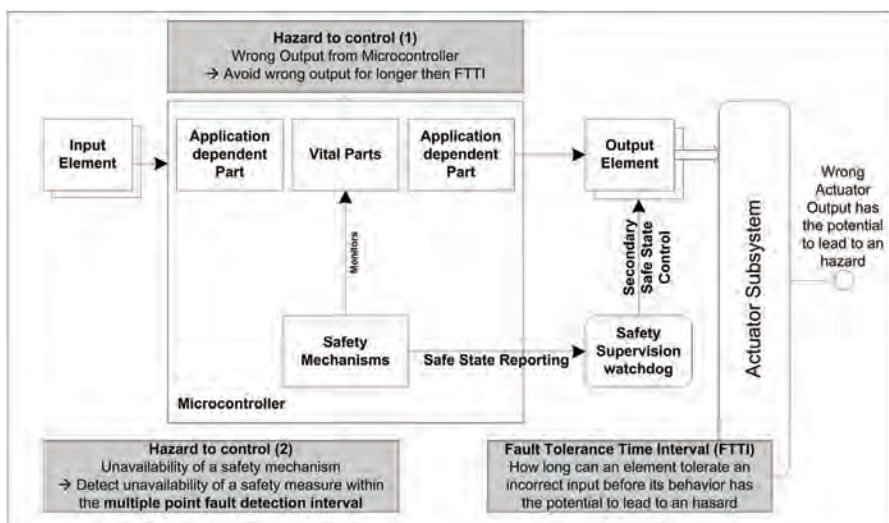 Hazard to control (1)
Wrong Output from Microcontroller
→ Avoid wrong output for longer then FTTI
Input
Element
Application
dependent
Part
Vital Parts
Application
dependent
Part
Output
Element
Actuator Subsystem
Wrong
Actuator
Output has
the potential
to lead to an
hazard
Monitors
Secondary
Safe State
Control
Safety
Mechanisms
Safe State Reporting
Safety
Supervision
watchdog
Microcontroller
Hazard to control (2)
Unavailability of a safety mechanism
→ Detect unavailability of a safety measure within
the multiple point fault detection interval
Fault Tolerance Time Interval (FTTI)
How long can an element tolerate an
incorrect input before its behavior has
the potential to lead to an hasard